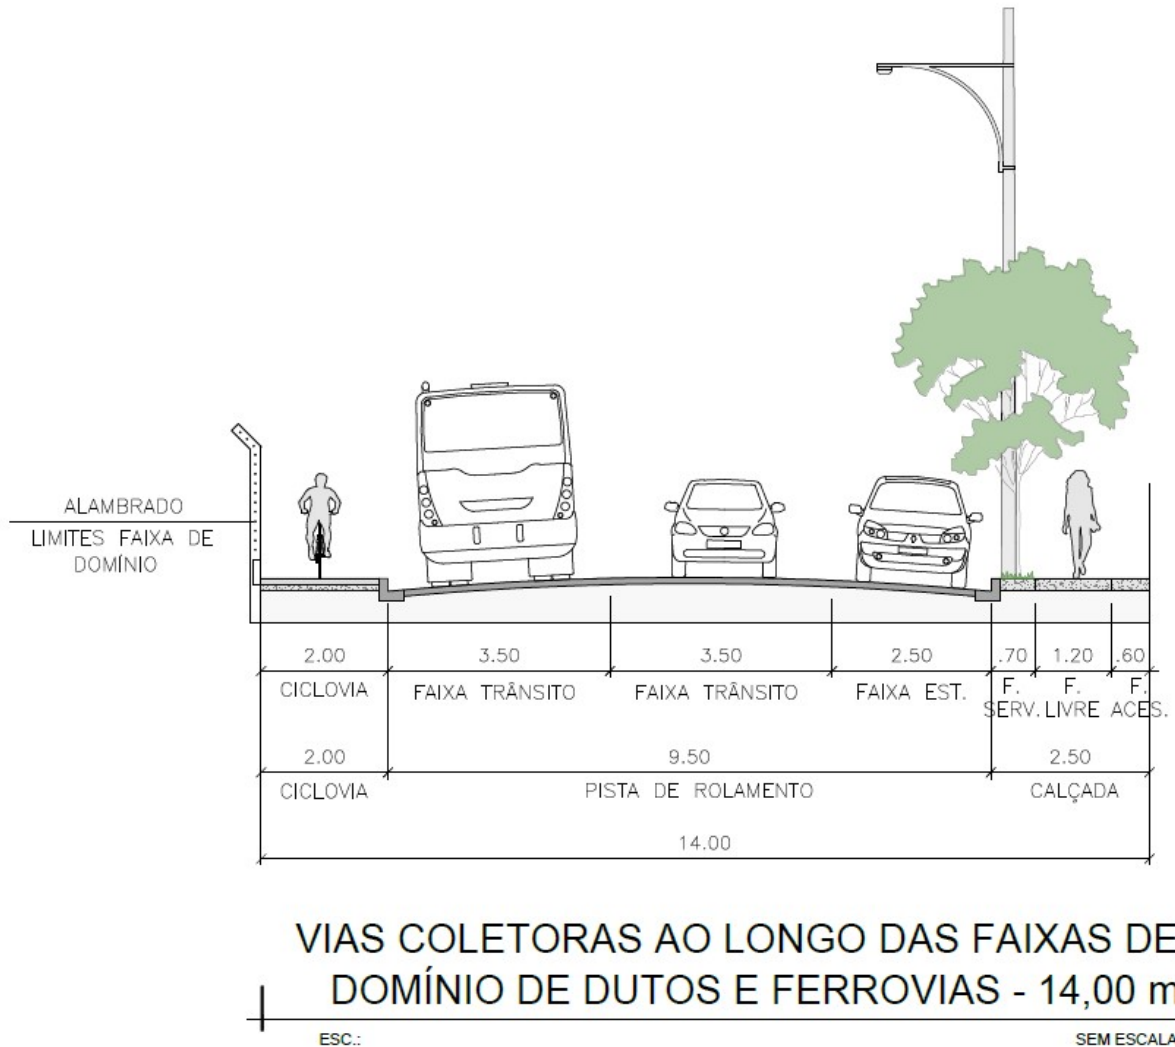 ALAMBRADO
LIMITES FAIXA DE
DOMÍNIO
2.00 3.50 3.50 2.50 .70 1.20 .60
CICLOVIA FAIXA TRÂNSITO FAIXA TRÂNSITO FAIXA EST. F. F. F.
SERV. LIVRE ACES.
2.00 9.50 2.50
CICLOVIA PISTA DE ROLAMENTO CALÇADA
14.00
VIAS COLETORAS AO LONGO DAS FAIXAS DE
DOMÍNIO DE DUTOS E FERROVIAS - 14,00 m
ESC.: SEM ESCALA